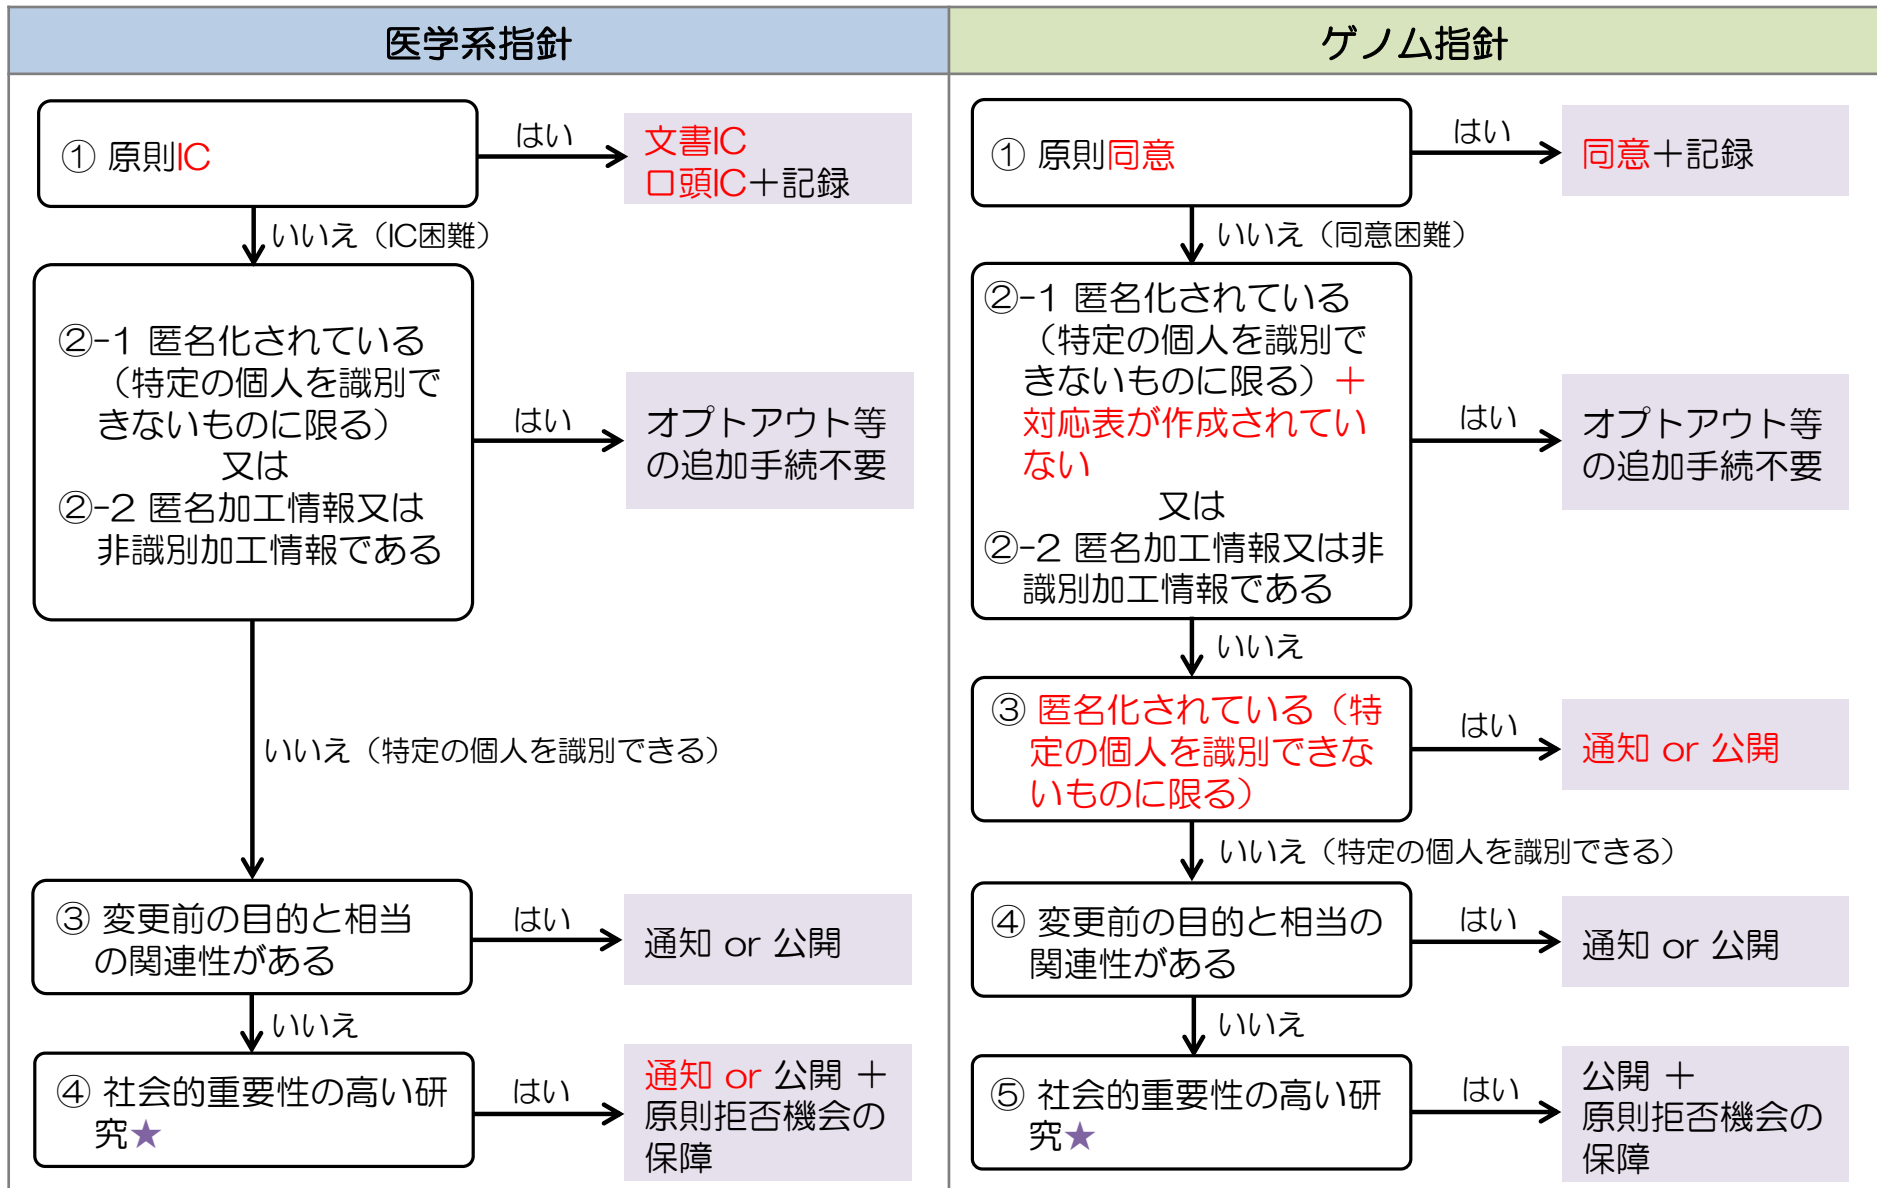 医学系指針
① 原則IC
はい
文書IC
口頭IC＋記録
いいえ（IC困難）
②-1 匿名化されている
（特定の個人を識別で
きないものに限る）
又は
②-2 匿名加工情報又は
非識別加工情報である
はい
オプトアウト等
の追加手続不要
いいえ（特定の個人を識別できる）
③ 変更前の目的と相当
の関連性がある
はい
通知 or 公開
いいえ
④ 社会的重要性の高い研
究★
はい
通知 or 公開 ＋
原則拒否機会の
保障
ゲノム指針
① 原則同意
はい
同意＋記録
いいえ（同意困難）
②-1 匿名化されている
（特定の個人を識別で
きないものに限る）＋
対応表が作成されてい
ない
又は
②-2 匿名加工情報又は非
識別加工情報である
はい
オプトアウト等
の追加手続不要
いいえ
③ 匿名化されている（特
定の個人を識別できな
いものに限る）
はい
通知 or 公開
いいえ（特定の個人を識別できる）
④ 変更前の目的と相当の
関連性がある
はい
通知 or 公開
いいえ
⑤ 社会的重要性の高い研
究★
はい
公開 ＋
原則拒否機会の
保障